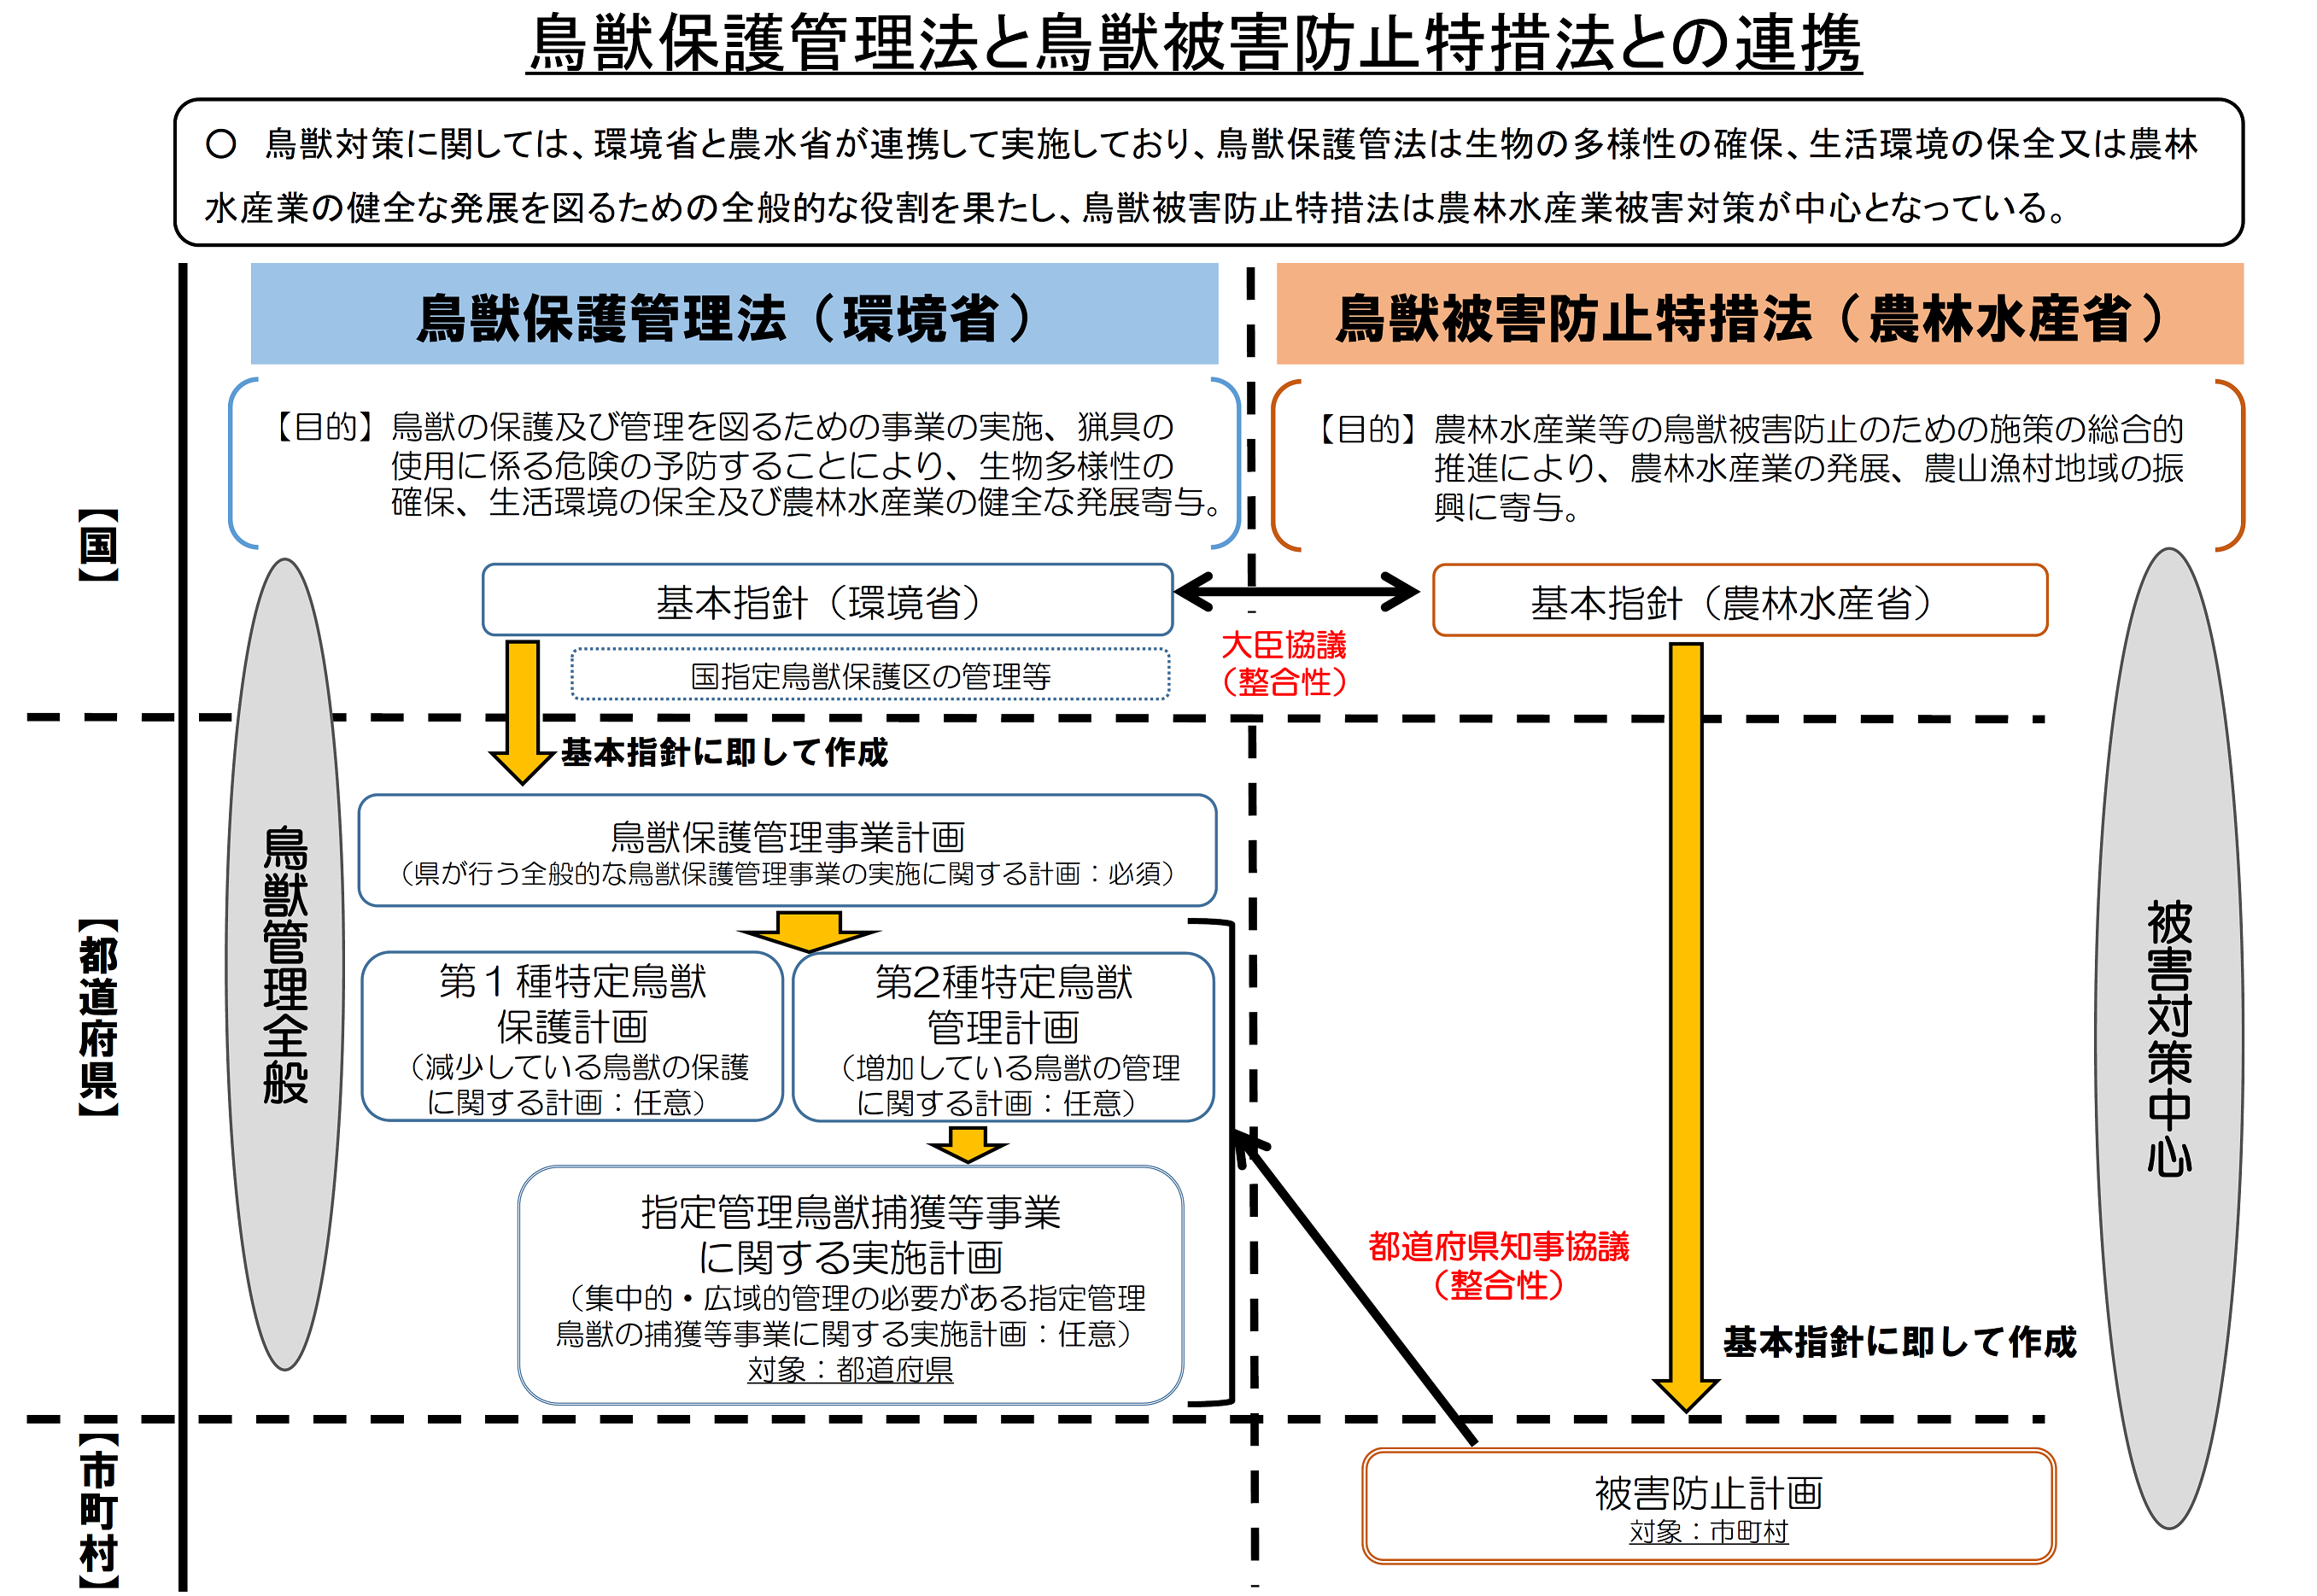 鳥獣保護管理法と鳥獣被害防止特措法との連携
○　鳥獣対策に関しては、環境省と農水省が連携して実施しており、鳥獣保護管法は生物の多様性の確保、生活環境の保全又は農林
水産業の健全な発展を図るための全般的な役割を果たし、鳥獣被害防止特措法は農林水産業被害対策が中心となっている。
鳥獣保護管理法（環境省）
鳥獣被害防止特措法（農林水産省）
【目的】鳥獣の保護及び管理を図るための事業の実施、猟具の
使用に係る危険の予防することにより、生物多様性の
確保、生活環境の保全及び農林水産業の健全な発展寄与。
【目的】農林水産業等の鳥獣被害防止のための施策の総合的
推進により、農林水産業の発展、農山漁村地域の振
興に寄与。
【国】
基本指針（環境省）
基本指針（農林水産省）
大臣協議
（整合性）
国指定鳥獣保護区の管理等
基本指針に即して作成
【都道府県】
鳥獣管理全般
被害対策中心
鳥獣保護管理事業計画
（県が行う全般的な鳥獣保護管理事業の実施に関する計画：必須）
第１種特定鳥獣
保護計画
（減少している鳥獣の保護
に関する計画：任意）
第2種特定鳥獣
管理計画
（増加している鳥獣の管理
に関する計画：任意）
指定管理鳥獣捕獲等事業
に関する実施計画
（集中的・広域的管理の必要がある指定管理
鳥獣の捕獲等事業に関する実施計画：任意）
対象：都道府県
都道府県知事協議
（整合性）
基本指針に即して作成
【市町村】
被害防止計画
対象：市町村